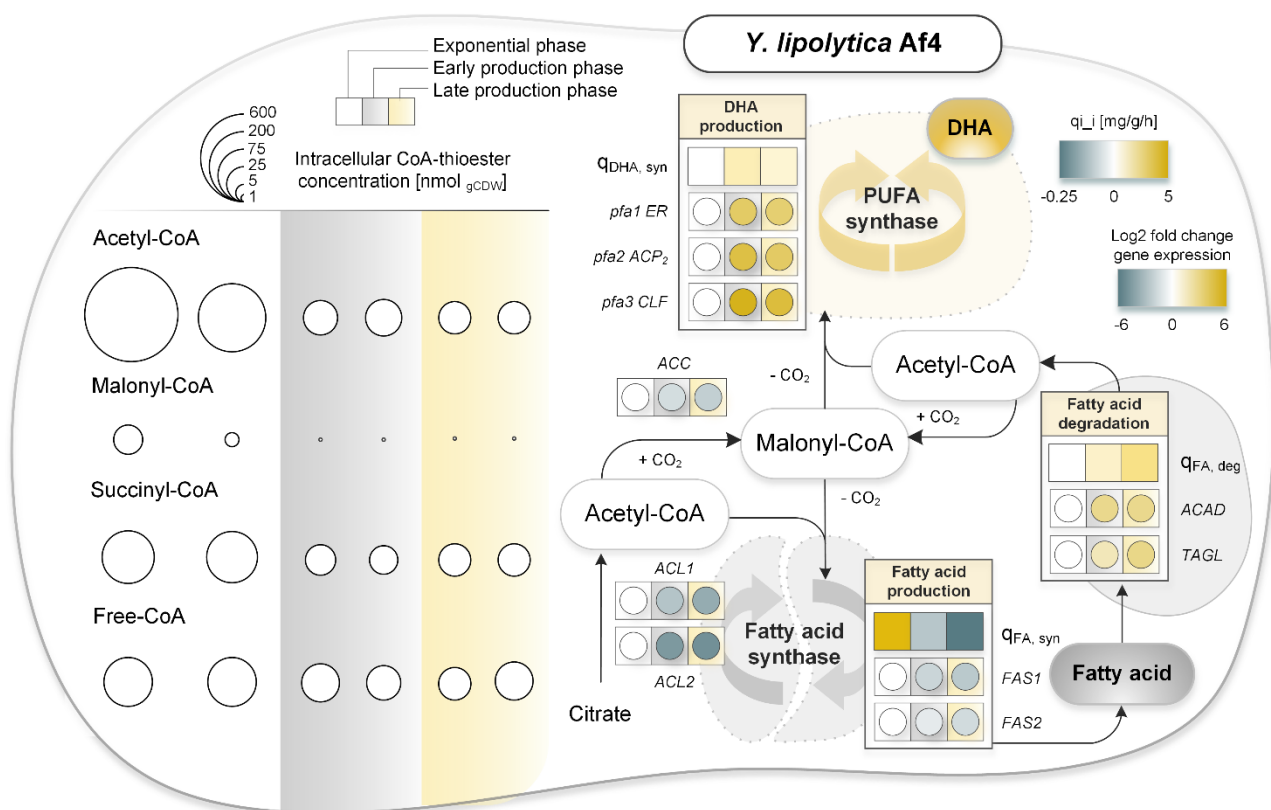 Y. lipolytica Af4
Exponential phase
Early production phase
Late production phase
600
200
75
25
5
1
Intracellular CoA-thioester
concentration [nmol gCDW]
Acetyl-CoA
Malonyl-CoA
Succinyl-CoA
Free-CoA
DHA
production
qDHA, syn
pfa1 ER
pfa2 ACP₂
pfa3 CLF
DHA
PUFA
synthase
qi_i [mg/g/h]
-0.25
0
5
Log2 fold change
gene expression
-6
0
6
ACC
- CO₂
Acetyl-CoA
+ CO₂
Malonyl-CoA
+ CO₂
- CO₂
Acetyl-CoA
Fatty acid
degradation
qFA, deg
ACAD
TAGL
ACL1
ACL2
Citrate
Fatty acid
synthase
Fatty acid
production
qFA, syn
FAS1
FAS2
Fatty acid